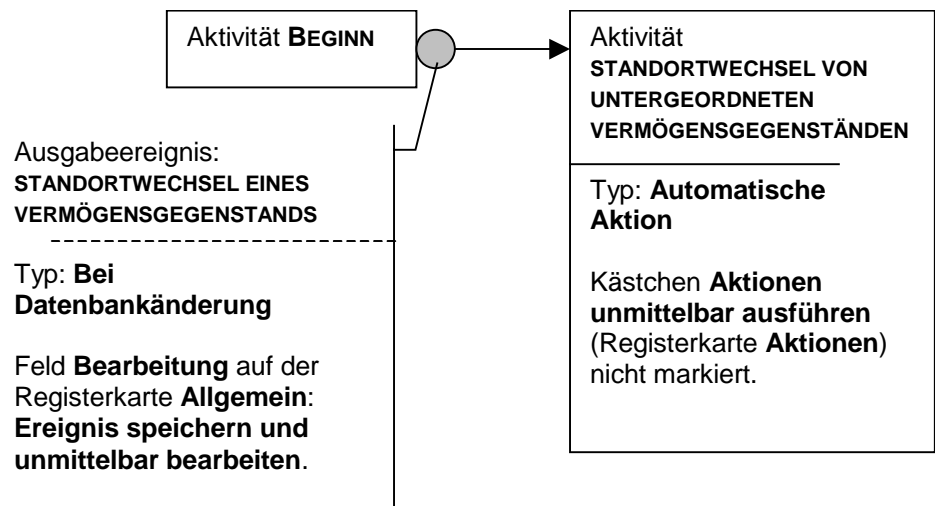 Aktivität BEGINN
Ausgabeereignis:
STANDORTWECHSEL EINES
VERMÖGENSGEGENSTANDS
Typ: Bei
Datenbankänderung
Feld Bearbeitung auf der
Registerkarte Allgemein:
Ereignis speichern und
unmittelbar bearbeiten.
Aktivität
STANDORTWECHSEL VON
UNTERGEORDNETEN
VERMÖGENSGEGENSTÄNDEN
Typ: Automatische
Aktion
Kästchen Aktionen
unmittelbar ausführen
(Registerkarte Aktionen)
nicht markiert.